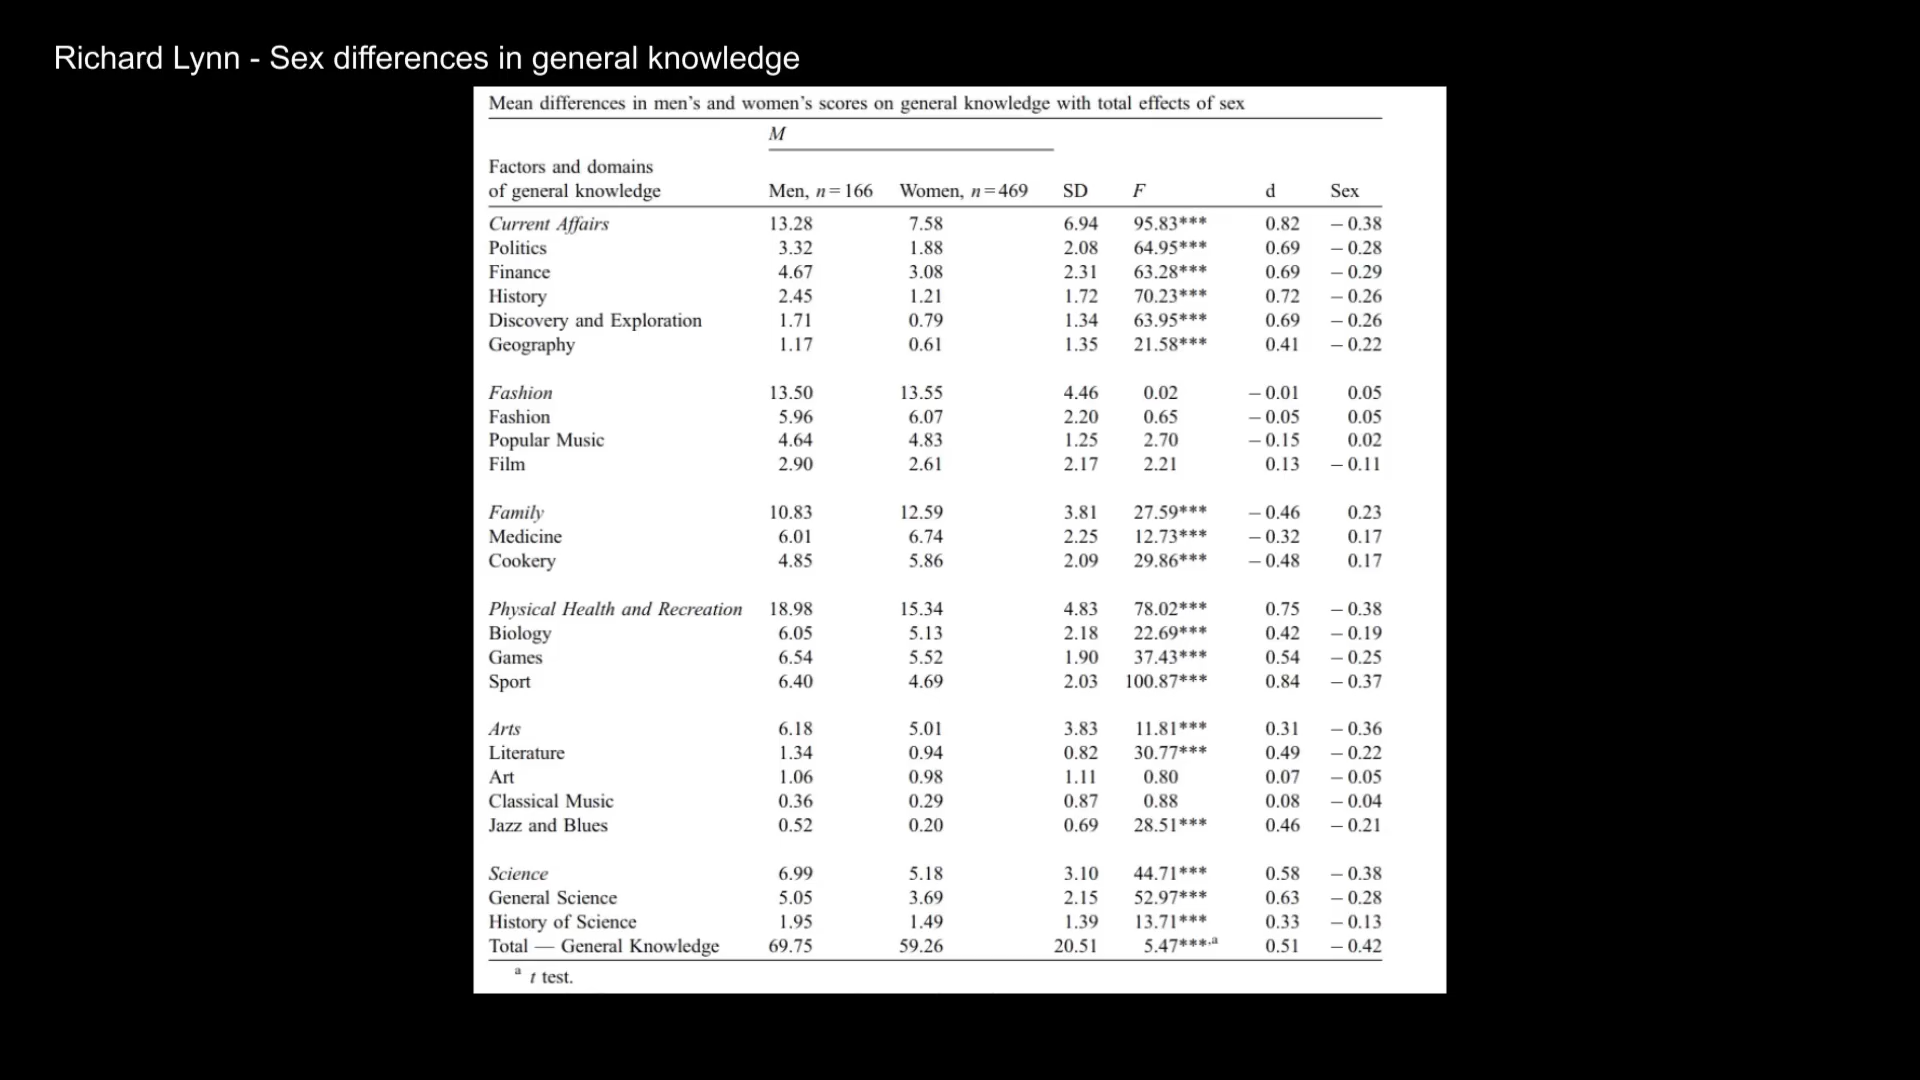 Richard Lynn - Sex differences in general knowledge
Mean differences in men's and women's scores on general knowledge with total effects of sex
M
Factors and domains
of general knowledge Men, n=166 Women, n=469 SD F d Sex
Current Affairs 13.28 7.58 6.94 95.83*** 0.82 −0.38
Politics 3.32 1.88 2.08 64.95*** 0.69 −0.28
Finance 4.67 3.08 2.31 63.28*** 0.69 −0.29
History 2.45 1.21 1.72 70.23*** 0.72 −0.26
Discovery and Exploration 1.71 0.79 1.34 63.95*** 0.69 −0.26
Geography 1.17 0.61 1.35 21.58*** 0.41 −0.22
Fashion 13.50 13.55 4.46 0.02 −0.01 0.05
Fashion 5.96 6.07 2.20 0.65 −0.05 0.05
Popular Music 4.64 4.83 1.25 2.70 −0.15 0.02
Film 2.90 2.61 2.17 2.21 0.13 −0.11
Family 10.83 12.59 3.81 27.59*** −0.46 0.23
Medicine 6.01 6.74 2.25 12.73*** −0.32 0.17
Cookery 4.85 5.86 2.09 29.86*** −0.48 0.17
Physical Health and Recreation 18.98 15.34 4.83 78.02*** 0.75 −0.38
Biology 6.05 5.13 2.18 22.69*** 0.42 −0.19
Games 6.54 5.52 1.90 37.43*** 0.54 −0.25
Sport 6.40 4.69 2.03 100.87*** 0.84 −0.37
Arts 6.18 5.01 3.83 11.81*** 0.31 −0.36
Literature 1.34 0.94 0.82 30.77*** 0.49 −0.22
Art 1.06 0.98 1.11 0.80 0.07 −0.05
Classical Music 0.36 0.29 0.87 0.88 0.08 −0.04
Jazz and Blues 0.52 0.20 0.69 28.51*** 0.46 −0.21
Science 6.99 5.18 3.10 44.71*** 0.58 −0.38
General Science 5.05 3.69 2.15 52.97*** 0.63 −0.28
History of Science 1.95 1.49 1.39 13.71*** 0.33 −0.13
Total — General Knowledge 69.75 59.26 20.51 5.47***,a 0.51 −0.42
a t test.